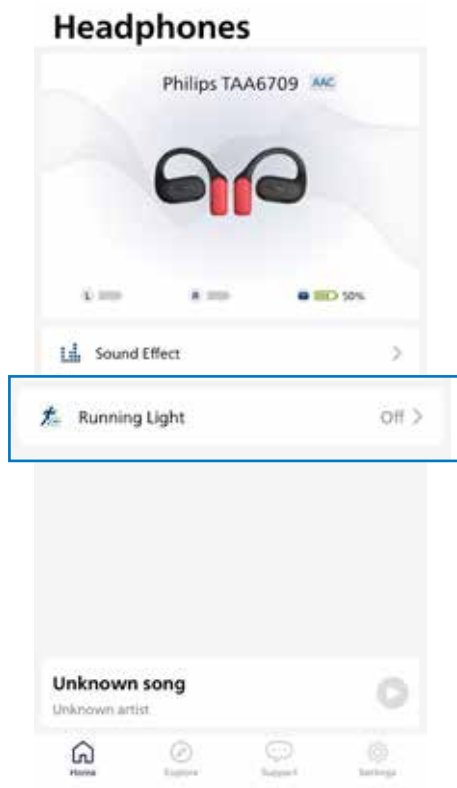 Headphones
Philips TAA6709 AAC
L R 50%
Sound Effect
Running Light Off
Unknown song
Unknown artist
Home Explore Support Settings